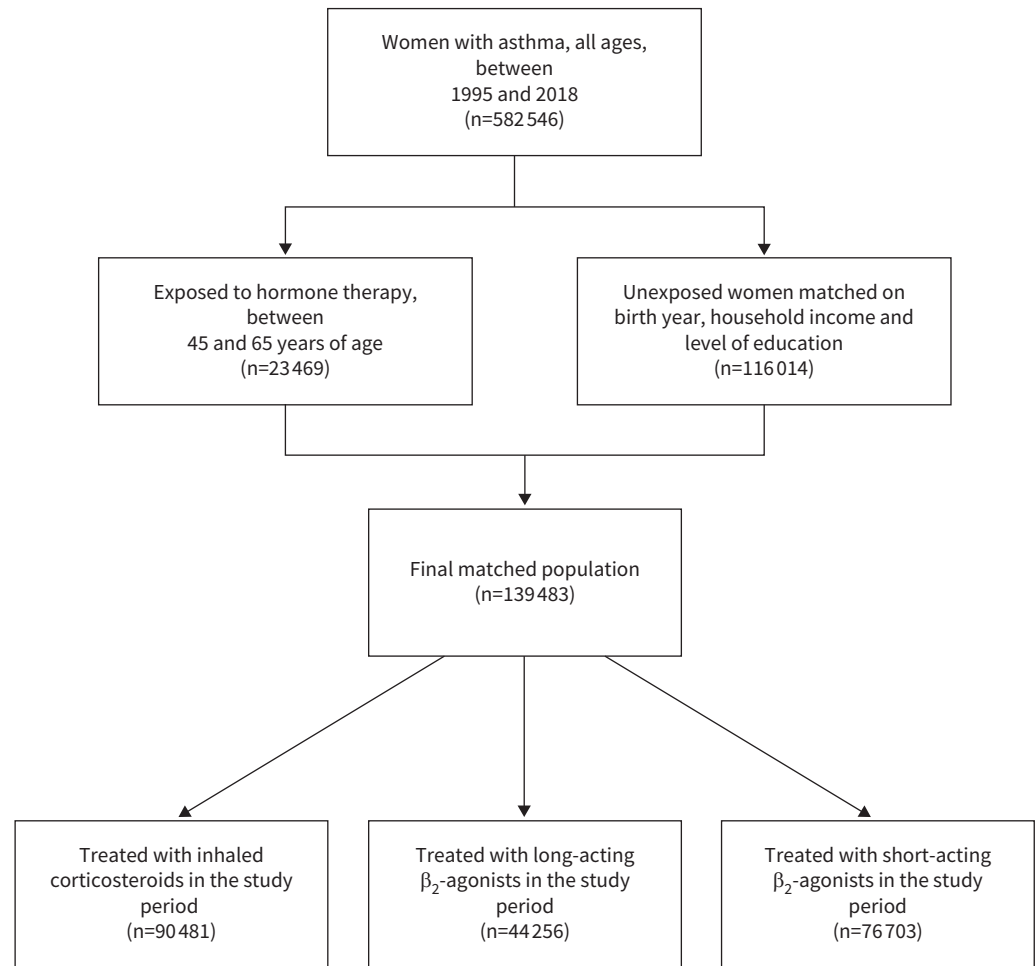 Women with asthma, all ages,
between
1995 and 2018
(n=582 546)
Exposed to hormone therapy,
between
45 and 65 years of age
(n=23 469)
Unexposed women matched on
birth year, household income and
level of education
(n=116 014)
Final matched population
(n=139 483)
Treated with inhaled
corticosteroids in the study
period
(n=90 481)
Treated with long-acting
β₂-agonists in the study
period
(n=44 256)
Treated with short-acting
β₂-agonists in the study
period
(n=76 703)